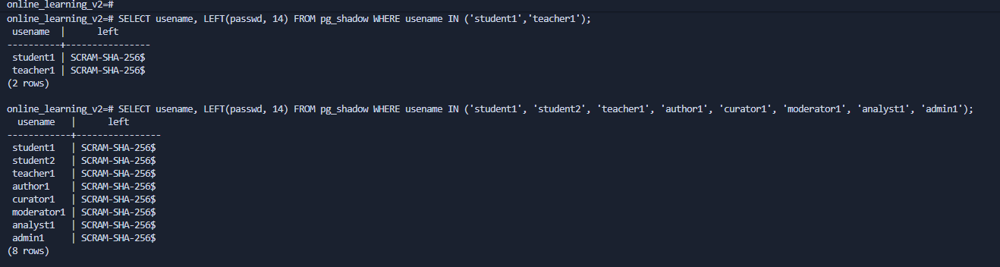 online_learning_v2=#
online_learning_v2=# SELECT usename, LEFT(passwd, 14) FROM pg_shadow WHERE usename IN ('student1','teacher1');
 usename  |      left
----------+----------------
 student1 | SCRAM-SHA-256$
 teacher1 | SCRAM-SHA-256$
(2 rows)

online_learning_v2=# SELECT usename, LEFT(passwd, 14) FROM pg_shadow WHERE usename IN ('student1', 'student2', 'teacher1', 'author1', 'curator1', 'moderator1', 'analyst1', 'admin1');
  usename   |      left
------------+----------------
 student1   | SCRAM-SHA-256$
 student2   | SCRAM-SHA-256$
 teacher1   | SCRAM-SHA-256$
 author1    | SCRAM-SHA-256$
 curator1   | SCRAM-SHA-256$
 moderator1 | SCRAM-SHA-256$
 analyst1   | SCRAM-SHA-256$
 admin1     | SCRAM-SHA-256$
(8 rows)